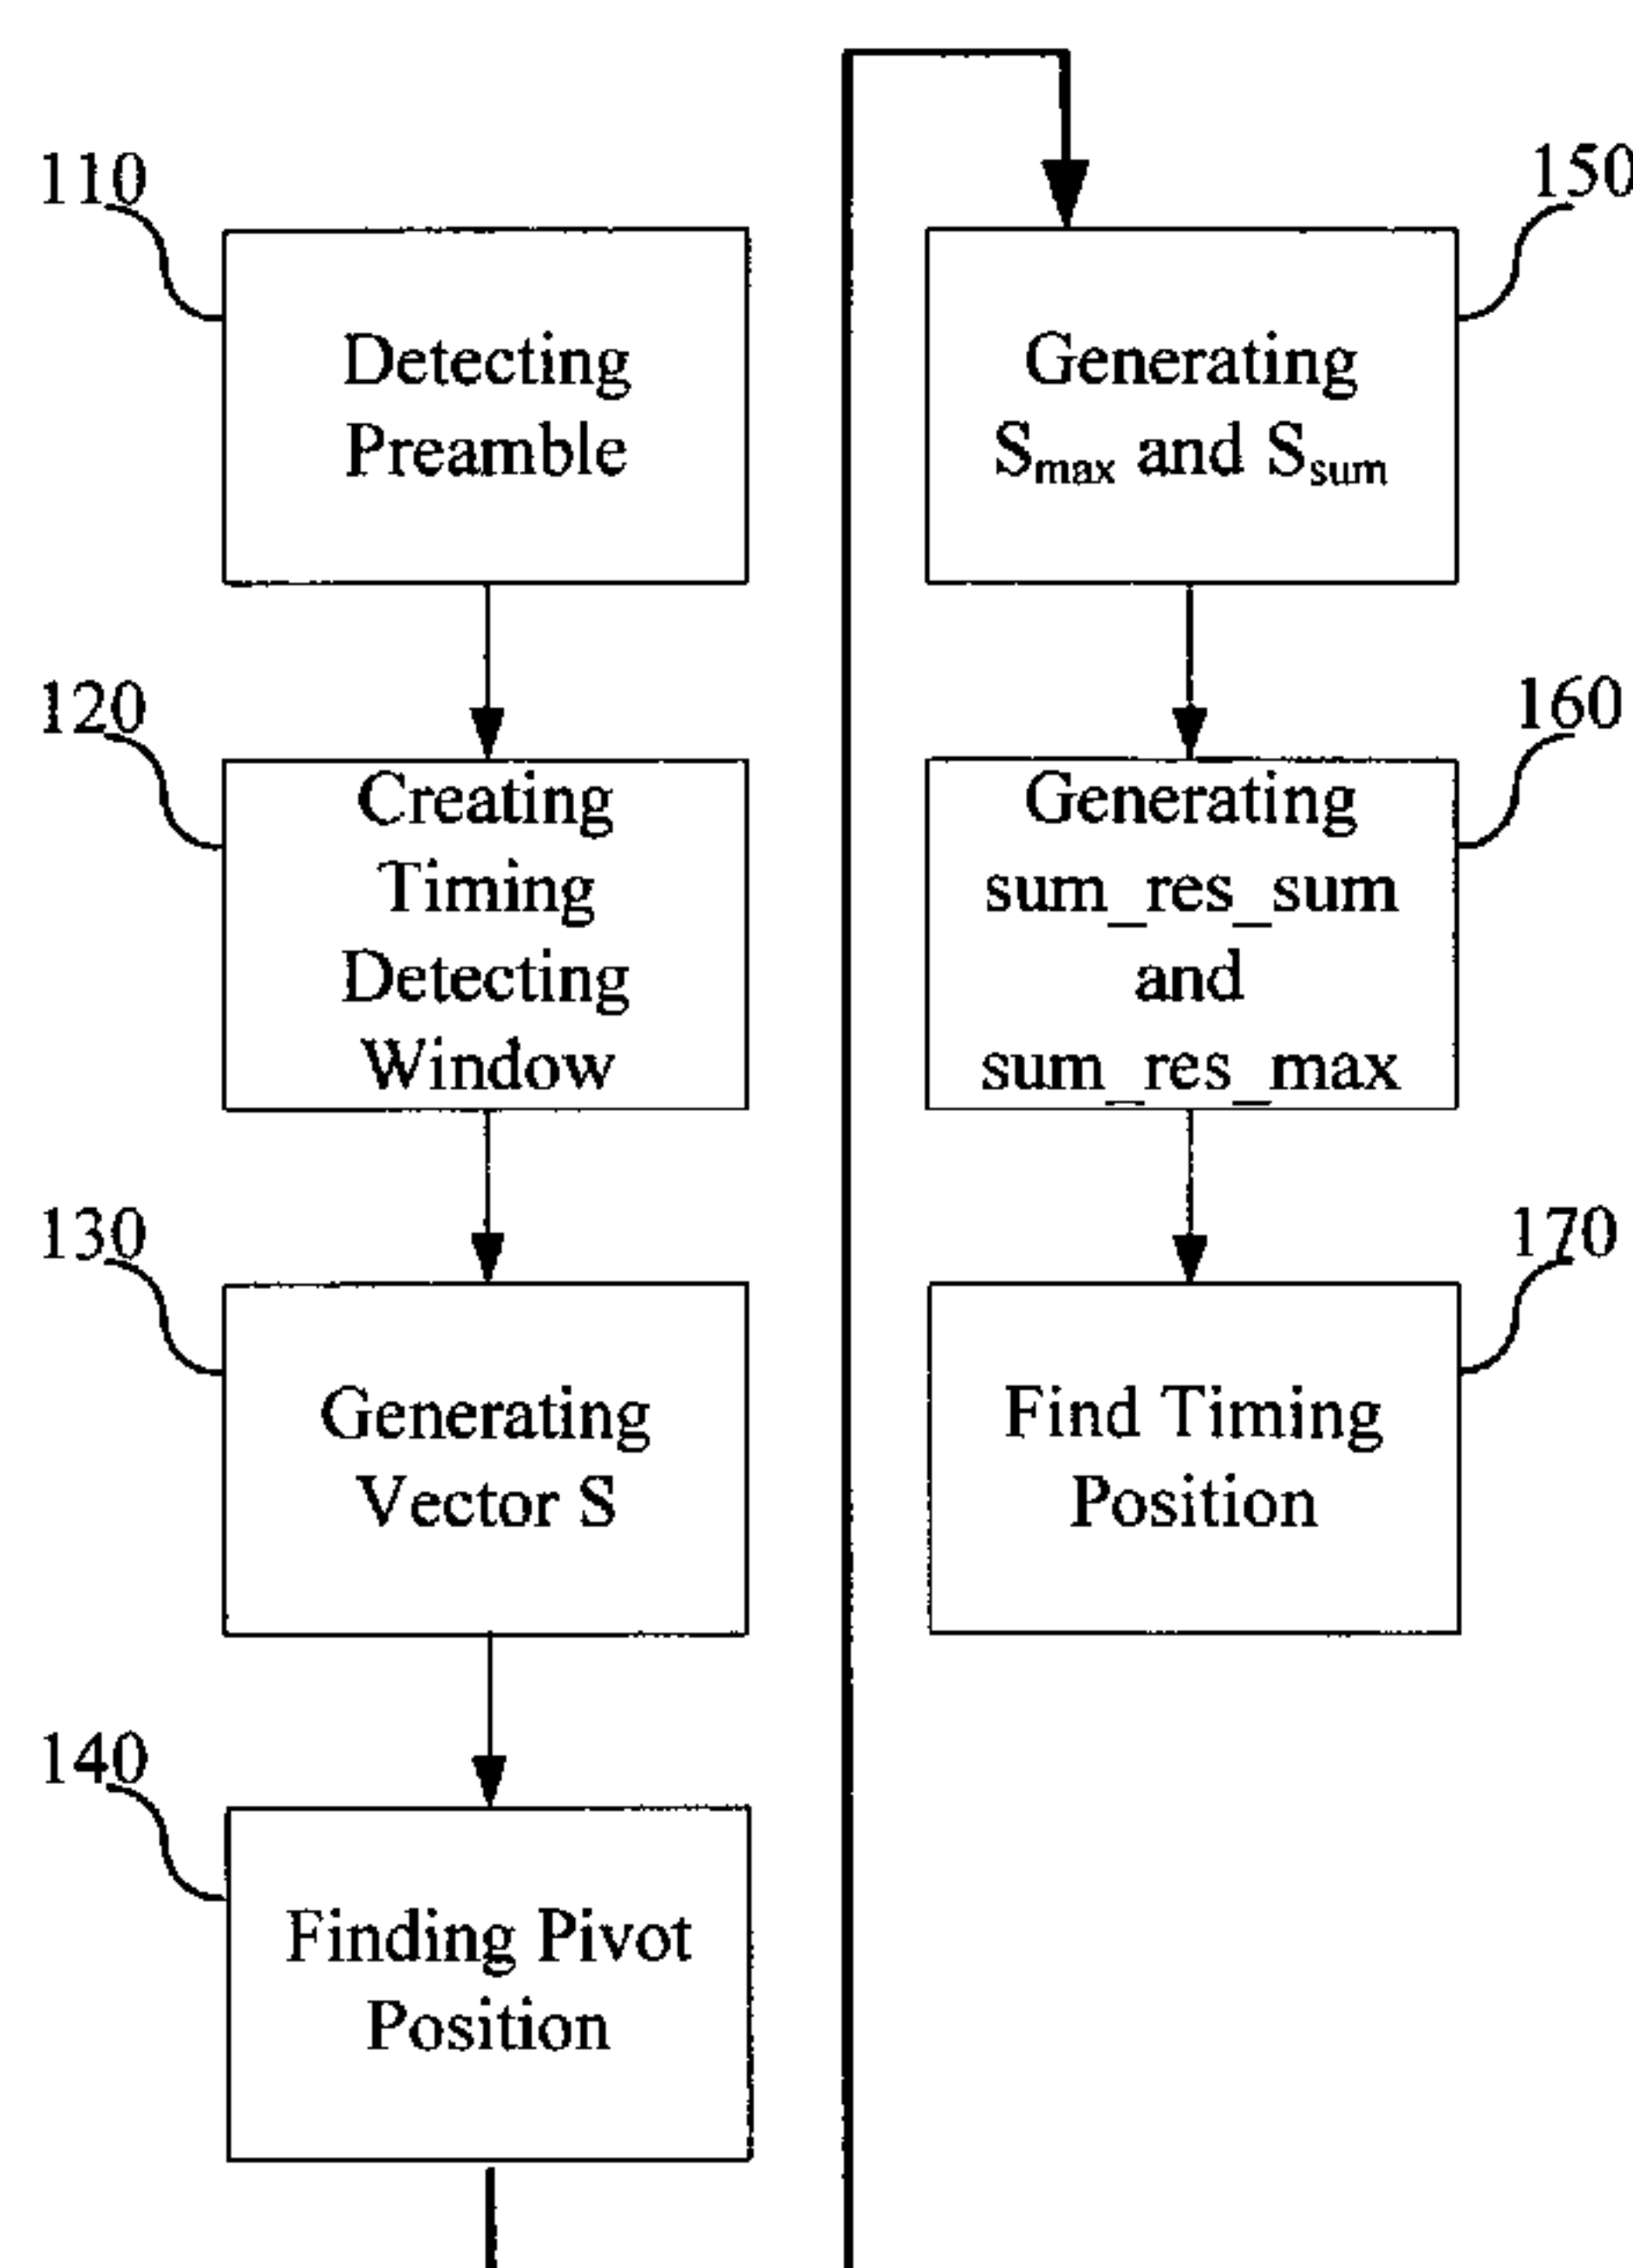 110
Detecting
Preamble
120
Creating
Timing
Detecting
Window
130
Generating
Vector S
140
Finding Pivot
Position
150
Generating
Smax and Ssum
160
Generating
sum_res_sum
and
sum_res_max
170
Find Timing
Position